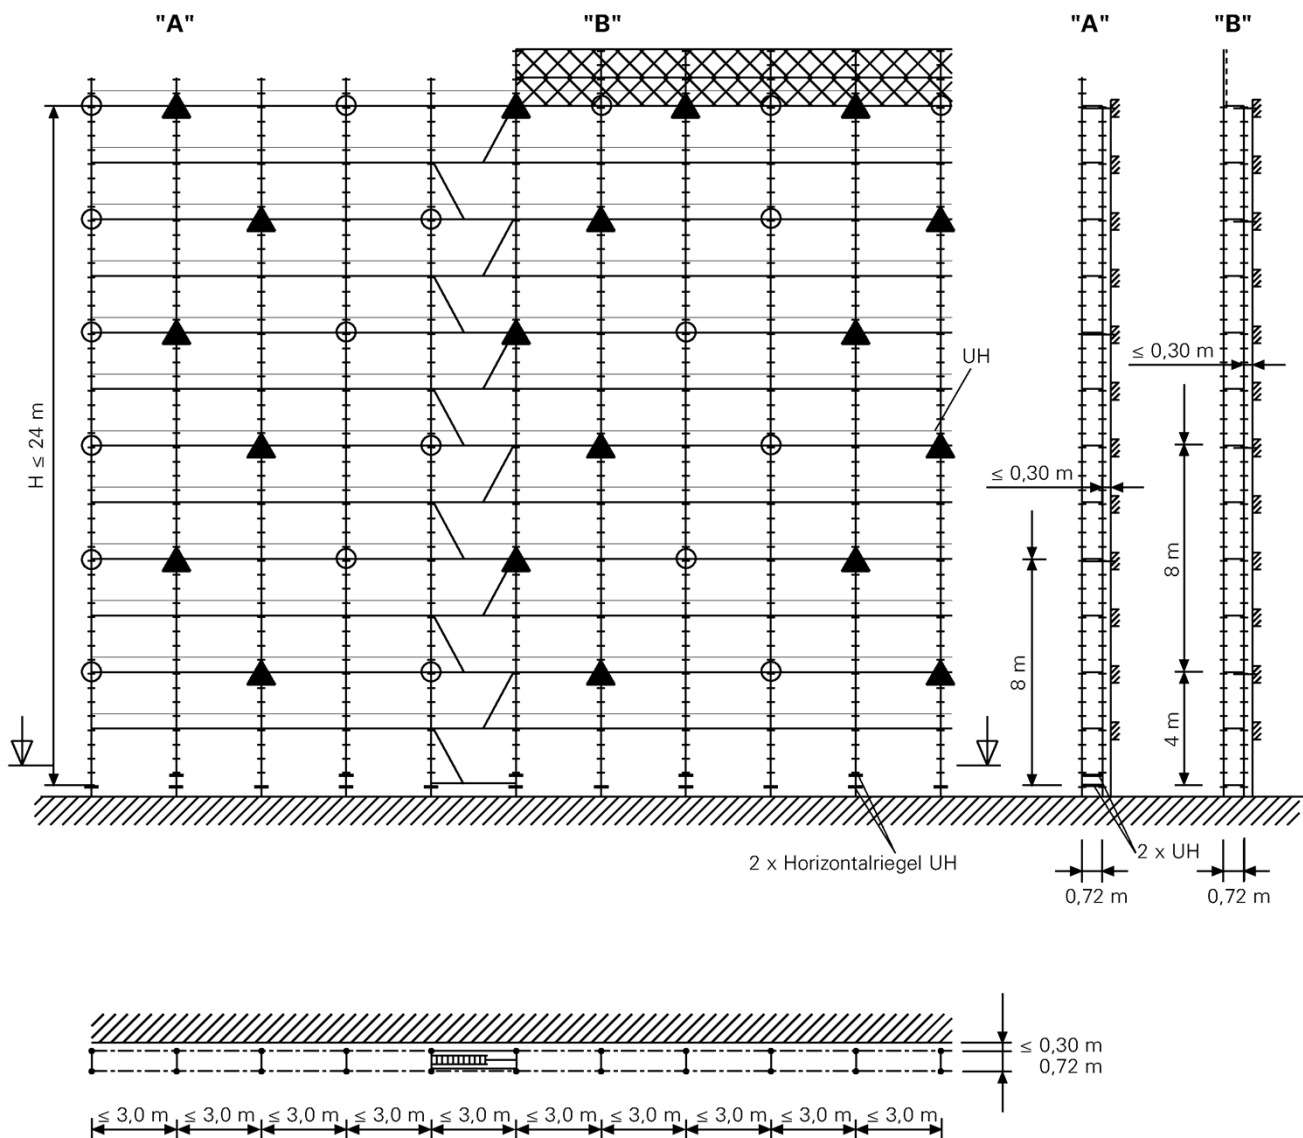 "A"
"B"
"A"
"B"
UH
≤ 0,30 m
H ≤ 24 m
≤ 0,30 m
8 m
8 m
4 m
2 x Horizontalriegel UH
2 x UH
0,72 m
0,72 m
≤ 0,30 m
0,72 m
≤ 3,0 m ≤ 3,0 m ≤ 3,0 m ≤ 3,0 m ≤ 3,0 m ≤ 3,0 m ≤ 3,0 m ≤ 3,0 m ≤ 3,0 m ≤ 3,0 m